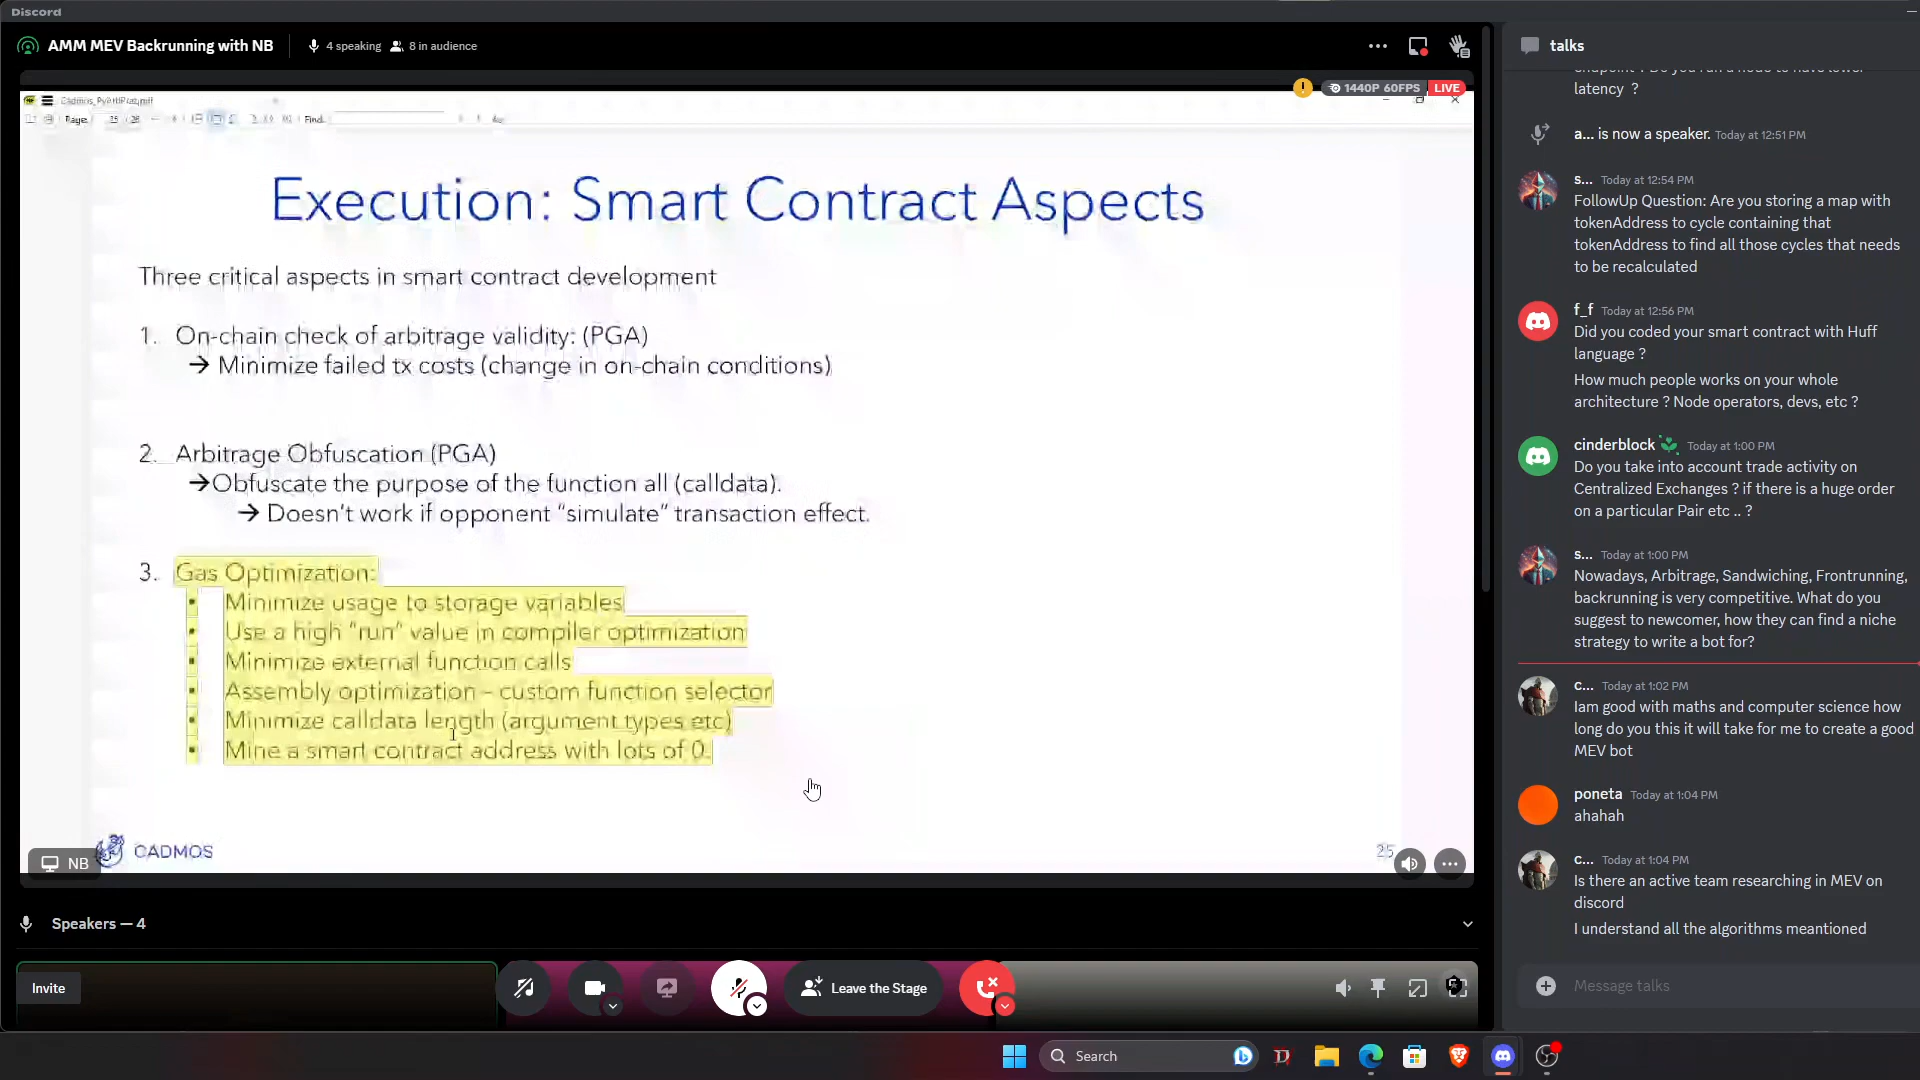 Discord
AMM MEV Backrunning with NB
4 speaking
8 in audience
1440P 60FPS
LIVE
Page:
25
26
Find:
Execution: Smart Contract Aspects
Three critical aspects in smart contract development
1. On-chain check of arbitrage validity: (PGA)
→ Minimize failed tx costs (change in on-chain conditions)
2. Arbitrage Obfuscation (PGA)
→Obfuscate the purpose of the function all (calldata).
→ Doesn't work if opponent "simulate" transaction effect.
3. Gas Optimization:
▪ Minimize usage to storage variables
▪ Use a high "run" value in compiler optimization
▪ Minimize external function calls
▪ Assembly optimization – custom function selector
▪ Minimize calldata length (argument types etc)
▪ Mine a smart contract address with lots of 0.
CADMOS
25
NB
Speakers — 4
Invite
Leave the Stage
talks
latency ?
a... is now a speaker. Today at 12:51 PM
s... Today at 12:54 PM
FollowUp Question: Are you storing a map with
tokenAddress to cycle containing that
tokenAddress to find all those cycles that needs
to be recalculated
f_f Today at 12:56 PM
Did you coded your smart contract with Huff
language ?
How much people works on your whole
architecture ? Node operators, devs, etc ?
cinderblock Today at 1:00 PM
Do you take into account trade activity on
Centralized Exchanges ? if there is a huge order
on a particular Pair etc .. ?
s... Today at 1:00 PM
Nowadays, Arbitrage, Sandwiching, Frontrunning,
backrunning is very competitive. What do you
suggest to newcomer, how they can find a niche
strategy to write a bot for?
c... Today at 1:02 PM
Iam good with maths and computer science how
long do you this it will take for me to create a good
MEV bot
poneta Today at 1:04 PM
ahahah
c... Today at 1:04 PM
Is there an active team researching in MEV on
discord
I understand all the algorithms meantioned
Message talks
Search